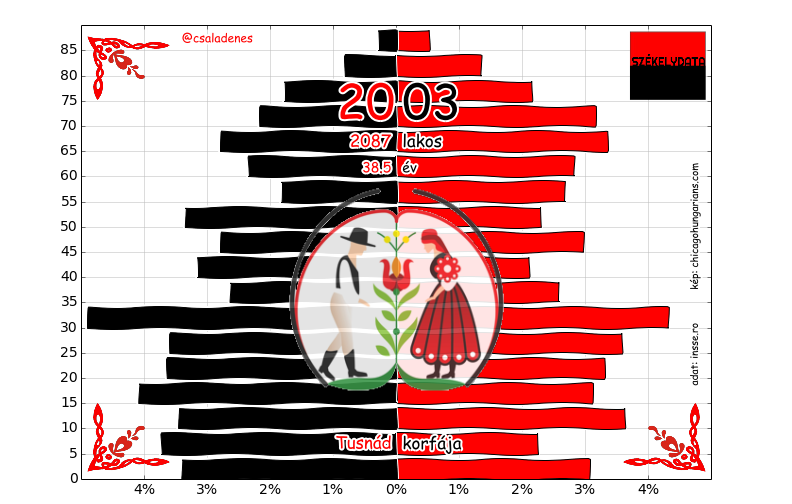 @csaladenes
SZÉKELYDATA
2003
2087 lakos
38.5 év
kép: chicagohungarians.com
adat: insse.ro
Tusnád korfája
85
80
75
70
65
60
55
50
45
40
35
30
25
20
15
10
5
0
4% 3% 2% 1% 0% 1% 2% 3% 4%